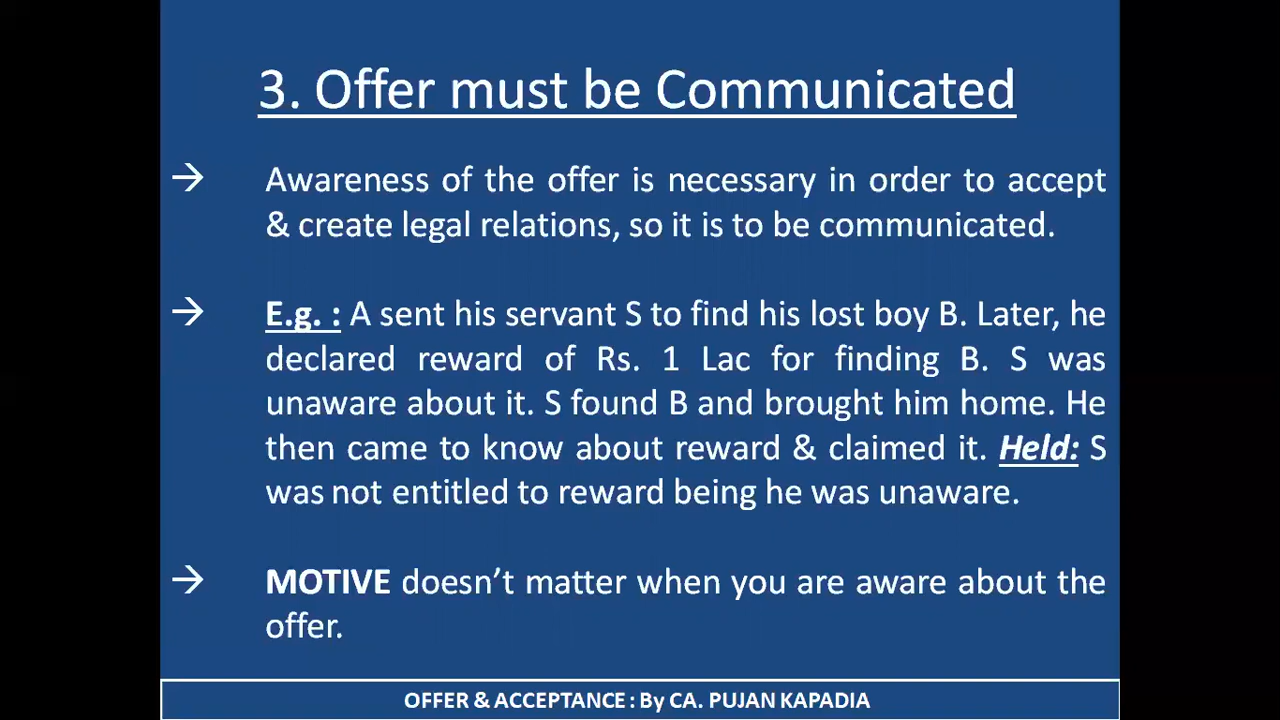 3. Offer must be Communicated
→ Awareness of the offer is necessary in order to accept
& create legal relations, so it is to be communicated.
→ E.g. : A sent his servant S to find his lost boy B. Later, he
declared reward of Rs. 1 Lac for finding B. S was
unaware about it. S found B and brought him home. He
then came to know about reward & claimed it. Held: S
was not entitled to reward being he was unaware.
→ MOTIVE doesn’t matter when you are aware about the
offer.
OFFER & ACCEPTANCE : By CA. PUJAN KAPADIA